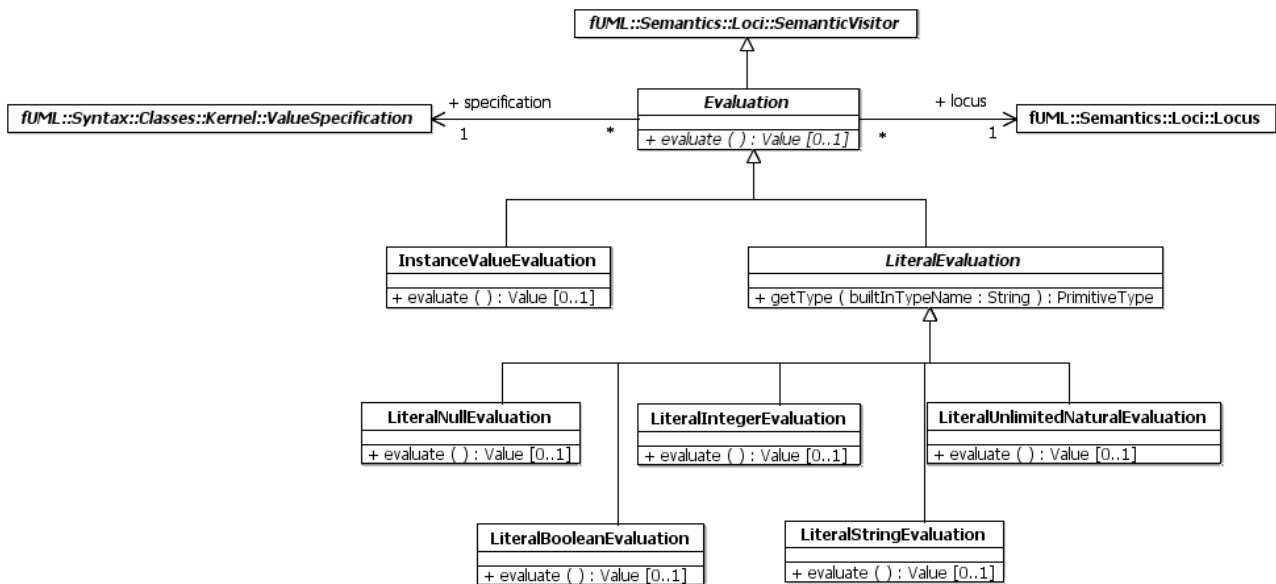 fUML::Semantics::Loci::SemanticVisitor
+ specification
Evaluation
+ locus
fUML::Syntax::Classes::Kernel::ValueSpecification
1
*
+ evaluate ( ) : Value [0..1]
*
1
fUML::Semantics::Loci::Locus
InstanceValueEvaluation
+ evaluate ( ) : Value [0..1]
LiteralEvaluation
+ getType ( builtInTypeName : String ) : PrimitiveType
LiteralNullEvaluation
+ evaluate ( ) : Value [0..1]
LiteralIntegerEvaluation
+ evaluate ( ) : Value [0..1]
LiteralUnlimitedNaturalEvaluation
+ evaluate ( ) : Value [0..1]
LiteralBooleanEvaluation
+ evaluate ( ) : Value [0..1]
LiteralStringEvaluation
+ evaluate ( ) : Value [0..1]